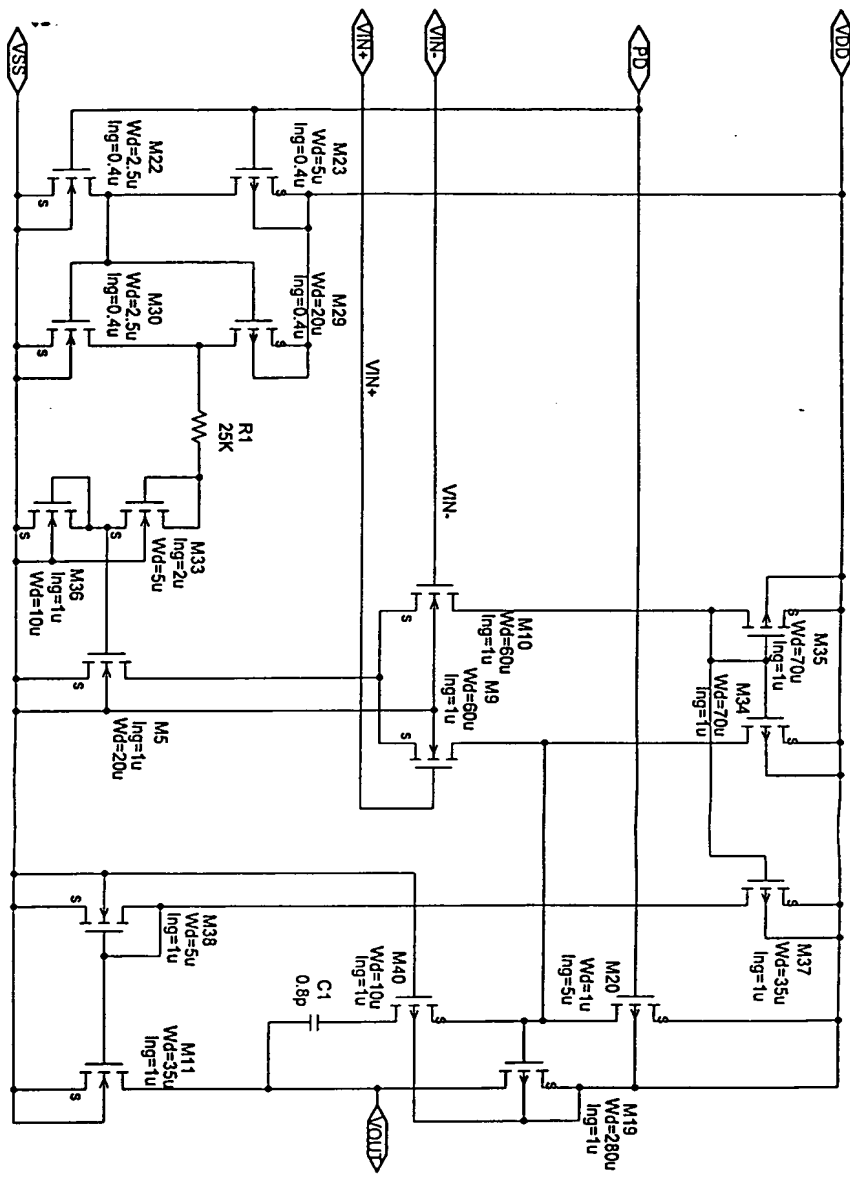 VDD
s
M35
Wd=70u
lng=1u
s
M34
Wd=70u
lng=1u
s
M37
Wd=35u
lng=1u
PD
M20
Wd=1u
lng=5u
s
M19
Wd=280u
lng=1u
s
VIN-
VIN-
M10
Wd=60u
lng=1u
s
M9
Wd=60u
lng=1u
s
M40
Wd=10u
lng=1u
s
C1
0.8p
VOUT
VIN+
VIN+
M23
Wd=5u
lng=0.4u
s
M29
Wd=20u
lng=0.4u
s
R1
25K
M33
lng=2u
Wd=5u
s
M22
Wd=2.5u
lng=0.4u
s
M30
Wd=2.5u
lng=0.4u
s
M36
lng=1u
Wd=10u
s
M5
lng=1u
Wd=20u
s
M38
Wd=5u
lng=1u
s
M11
Wd=35u
lng=1u
s
VSS